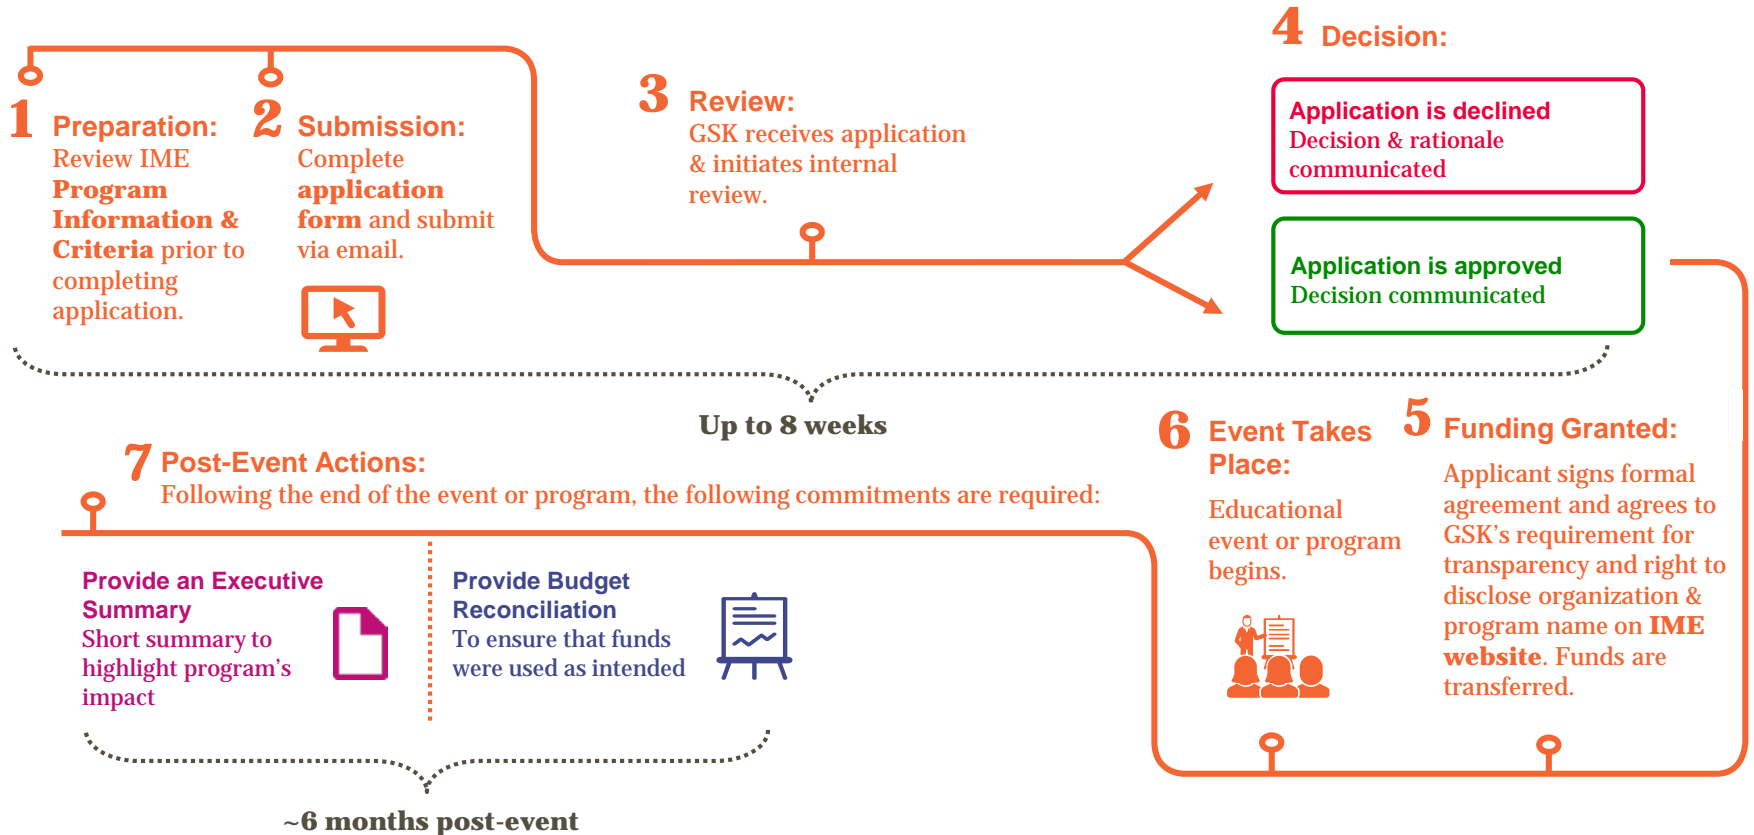 1 Preparation:
Review IME
Program
Information &
Criteria prior to
completing
application.
2 Submission:
Complete
application
form and submit
via email.
3 Review:
GSK receives application
& initiates internal
review.
4 Decision:
Application is declined
Decision & rationale
communicated
Application is approved
Decision communicated
Up to 8 weeks
5 Funding Granted:
Applicant signs formal
agreement and agrees to
GSK's requirement for
transparency and right to
disclose organization &
program name on IME
website. Funds are
transferred.
6 Event Takes
Place:
Educational
event or program
begins.
7 Post-Event Actions:
Following the end of the event or program, the following commitments are required:
Provide an Executive
Summary
Short summary to
highlight program's
impact
Provide Budget
Reconciliation
To ensure that funds
were used as intended
~6 months post-event